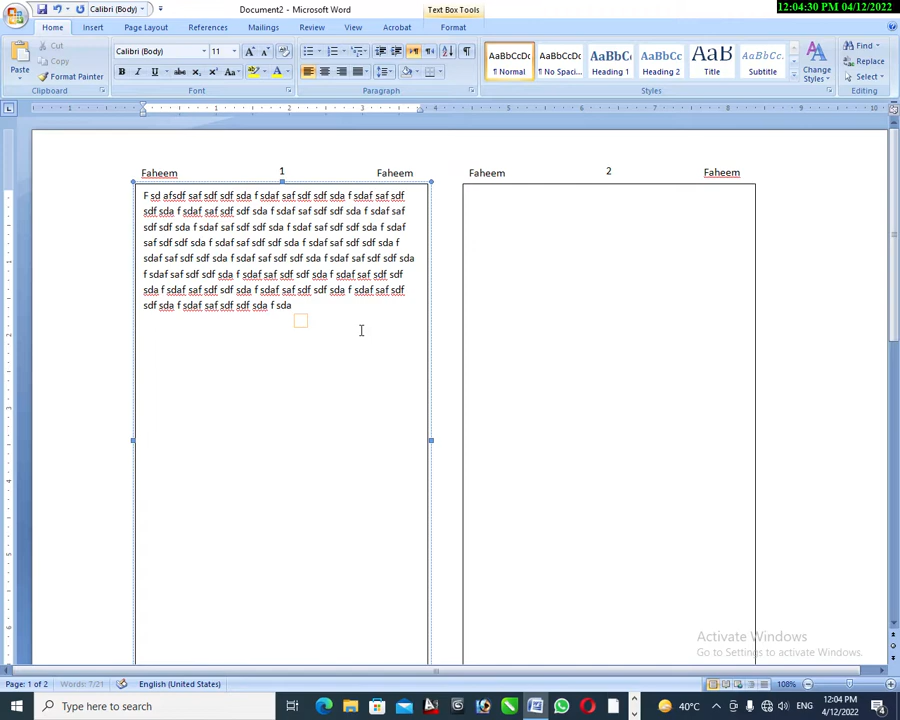 12:04:30 PM 04/12/2022
Calibri (Body)
Document2 - Microsoft Word
Text Box Tools
Home Insert Page Layout References Mailings Review View Acrobat Format
Paste
Cut
Copy
Format Painter
Clipboard
Calibri (Body) 11
Font
Paragraph
AaBbCcDc
¶ Normal
AaBbCcDc
¶ No Spaci...
AaBbC
Heading 1
AaBbCc
Heading 2
AaB
Title
AaBbCc.
Subtitle
Styles
Change
Styles
Find
Replace
Select
Editing
Faheem 1 Faheem
Faheem 2 Faheem
F sd afsdf saf sdf sdf sda f sdaf saf sdf sdf sda f sdaf saf sdf
sdf sda f sdaf saf sdf sdf sda f sdaf saf sdf sdf sda f sdaf saf
sdf sdf sda f sdaf saf sdf sdf sda f sdaf saf sdf sdf sda f sdaf
saf sdf sdf sda f sdaf saf sdf sdf sda f sdaf saf sdf sdf sda f
sdaf saf sdf sdf sda f sdaf saf sdf sdf sda f sdaf saf sdf sdf sda
f sdaf saf sdf sdf sda f sdaf saf sdf sdf sda f sdaf saf sdf sdf
sda f sdaf saf sdf sdf sda f sdaf saf sdf sdf sda f sdaf saf sdf
sdf sda f sdaf saf sdf sdf sda f sda
Activate Windows
Go to Settings to activate Windows.
Page: 1 of 2 Words: 7/21 English (United States) 108%
Type here to search
40°C
ENG
12:04 PM
4/12/2022
4